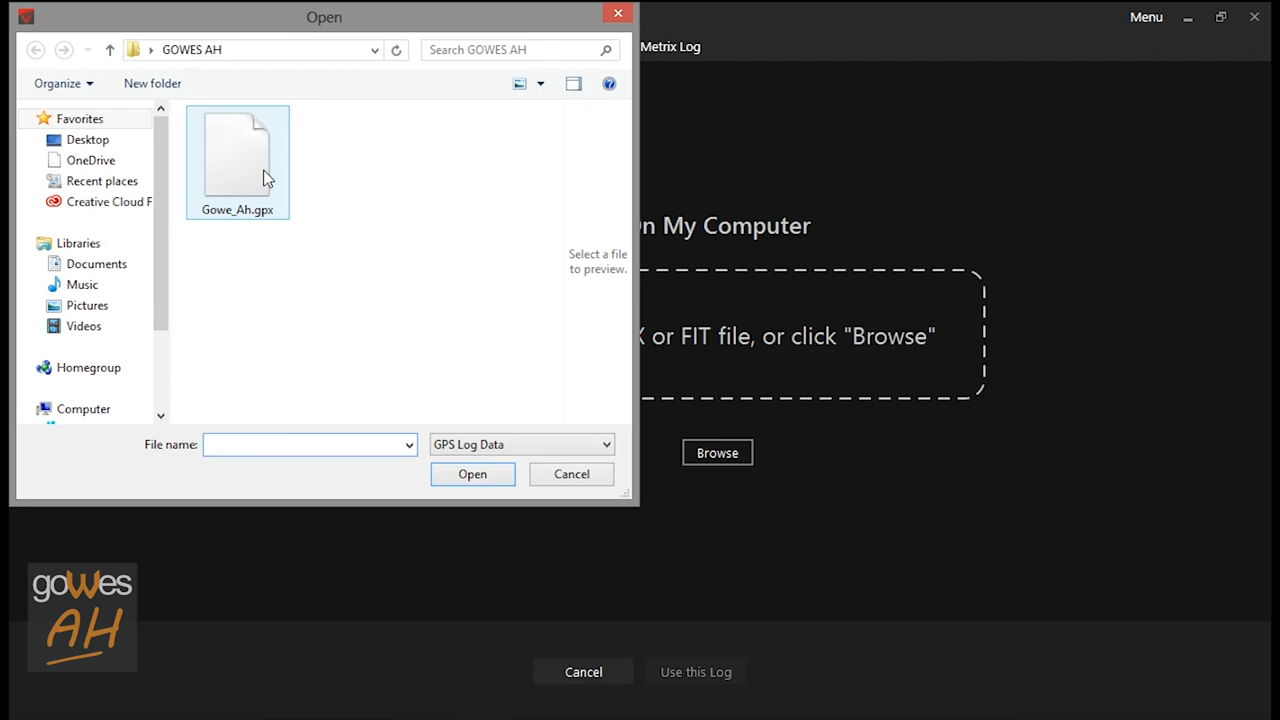 Open
Menu
GOWES AH
Search GOWES AH
Metrix Log
Organize
New folder
Favorites
Desktop
OneDrive
Recent places
Creative Cloud F
Libraries
Documents
Music
Pictures
Videos
Homegroup
Computer
Gowe_Ah.gpx
Select a file
to preview.
File name:
GPS Log Data
Open
Cancel
n My Computer
X or FIT file, or click "Browse"
Browse
goWes
AH
Cancel
Use this Log